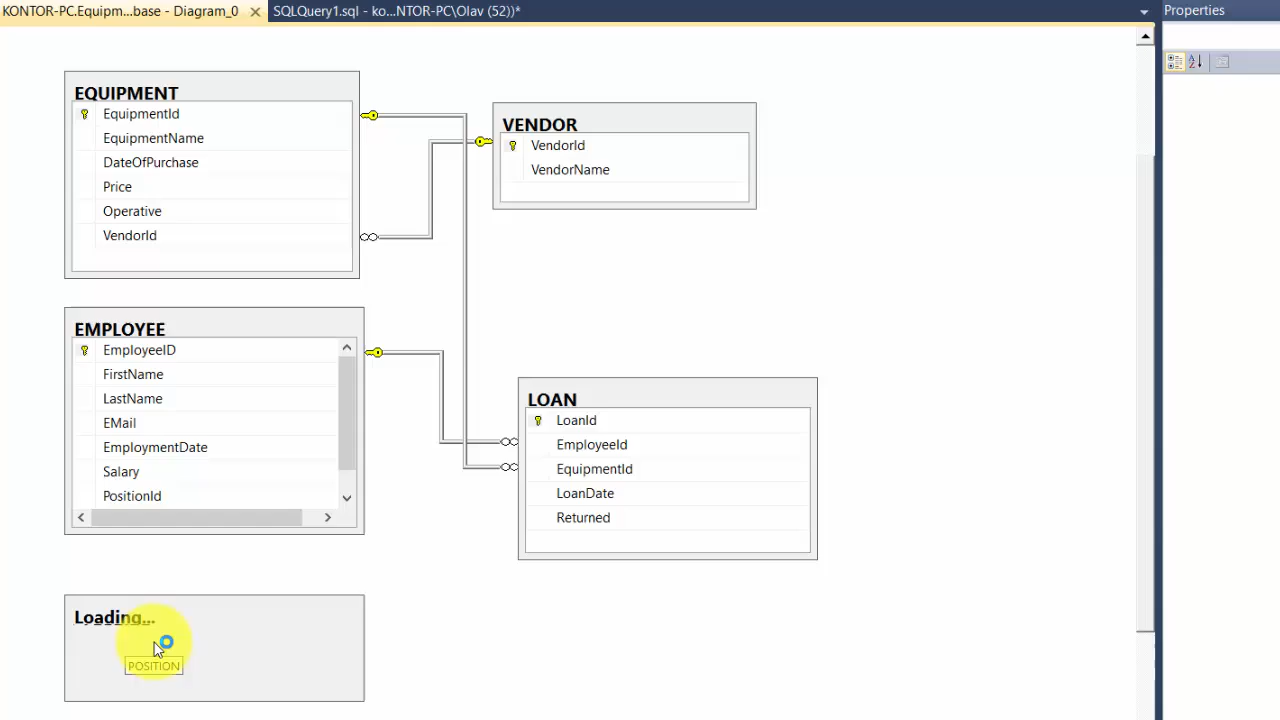 KONTOR-PC.Equipm...base - Diagram_0
SQLQuery1.sql - ko...NTOR-PC\Olav (52))*
Properties
EQUIPMENT
EquipmentId
EquipmentName
DateOfPurchase
Price
Operative
VendorId
VENDOR
VendorId
VendorName
EMPLOYEE
EmployeeID
FirstName
LastName
EMail
EmploymentDate
Salary
PositionId
LOAN
LoanId
EmployeeId
EquipmentId
LoanDate
Returned
Loading...
POSITION